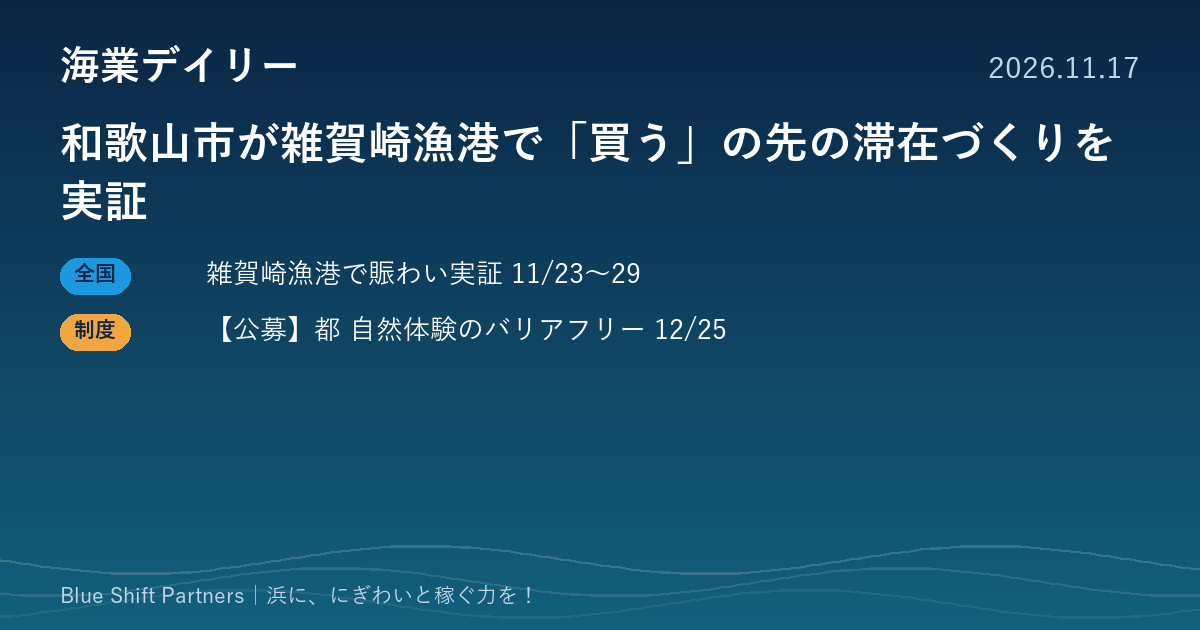 海業デイリー
2026.11.17
和歌山市が雑賀崎漁港で「買う」の先の滞在づくりを
実証
全国 雑賀崎漁港で賑わい実証 11/23〜29
制度 【公募】都 自然体験のバリアフリー 12/25
Blue Shift Partners｜浜に、にぎわいと稼ぐ力を！